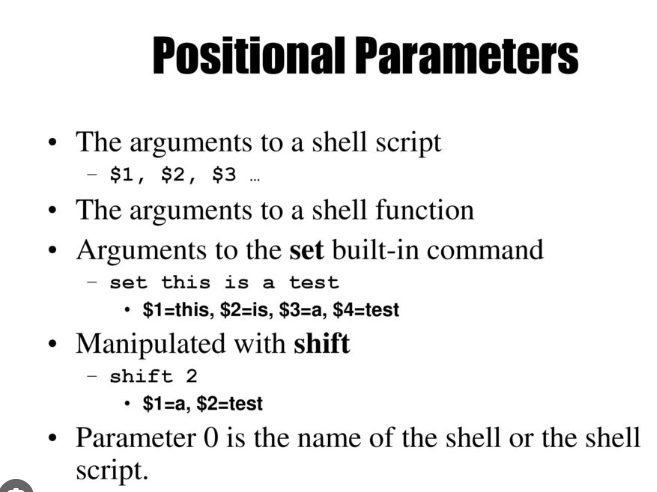 Positional Parameters
• The arguments to a shell script
– $1, $2, $3 …
• The arguments to a shell function
• Arguments to the set built-in command
– set this is a test
• $1=this, $2=is, $3=a, $4=test
• Manipulated with shift
– shift 2
• $1=a, $2=test
• Parameter 0 is the name of the shell or the shell
script.